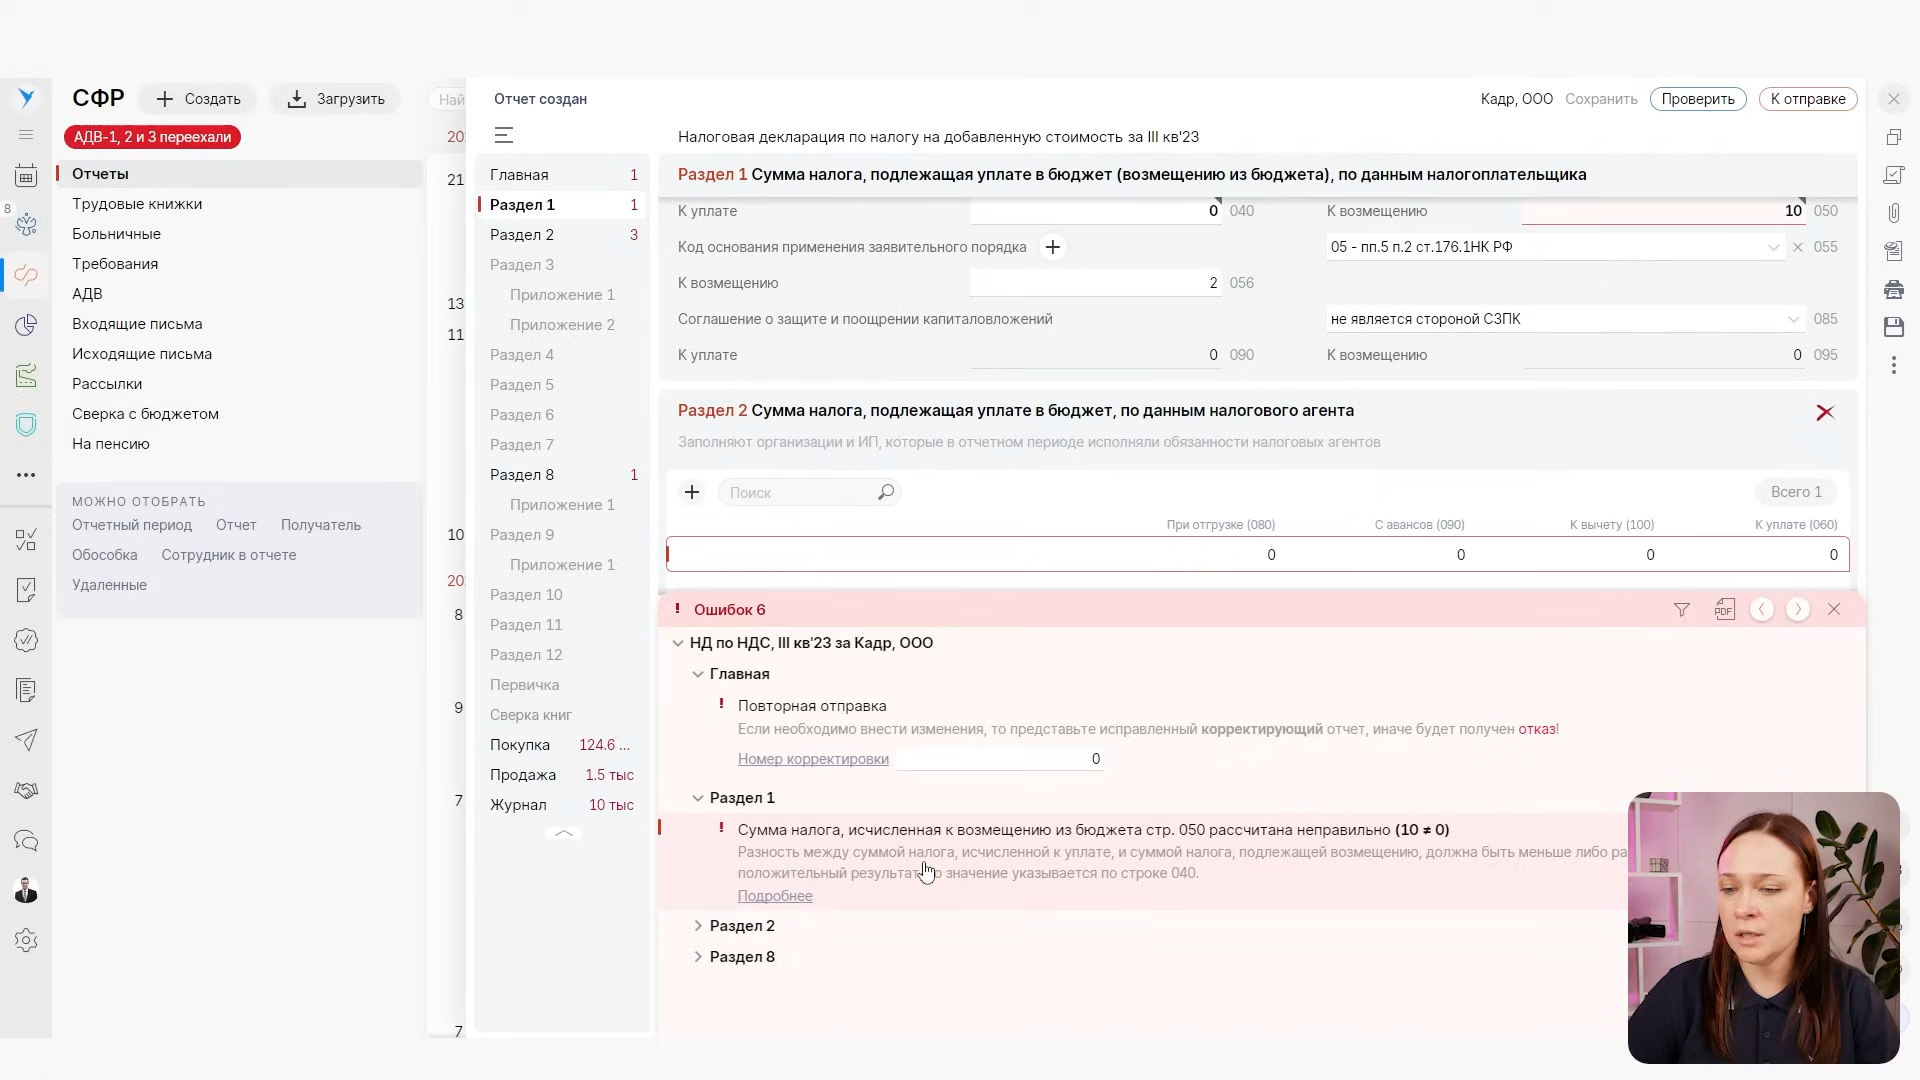 СФР
Создать
Загрузить
Най
АДВ-1, 2 и 3 переехали
Отчеты
Трудовые книжки
Больничные
Требования
АДВ
Входящие письма
Исходящие письма
Рассылки
Сверка с бюджетом
На пенсию
МОЖНО ОТОБРАТЬ
Отчетный период Отчет Получатель
Обособка Сотрудник в отчете
Удаленные
8
20
21
13
11
10
20
8
9
7
7
Отчет создан
Кадр, ООО Сохранить Проверить К отправке
Налоговая декларация по налогу на добавленную стоимость за III кв'23
Главная 1
Раздел 1 1
Раздел 2 3
Раздел 3
Приложение 1
Приложение 2
Раздел 4
Раздел 5
Раздел 6
Раздел 7
Раздел 8 1
Приложение 1
Раздел 9
Приложение 1
Раздел 10
Раздел 11
Раздел 12
Первичка
Сверка книг
Покупка 124.6 ...
Продажа 1.5 тыс
Журнал 10 тыс
Раздел 1 Сумма налога, подлежащая уплате в бюджет (возмещению из бюджета), по данным налогоплательщика
К уплате 0 040 К возмещению 10 050
Код основания применения заявительного порядка 05 - пп.5 п.2 ст.176.1НК РФ 055
К возмещению 2 056
Соглашение о защите и поощрении капиталовложений не является стороной СЗПК 085
К уплате 0 090 К возмещению 0 095
Раздел 2 Сумма налога, подлежащая уплате в бюджет, по данным налогового агента
Заполняют организации и ИП, которые в отчетном периоде исполняли обязанности налоговых агентов
Поиск Всего 1
При отгрузке (080) С авансов (090) К вычету (100) К уплате (060)
0 0 0 0
! Ошибок 6 PDF
НД по НДС, III кв'23 за Кадр, ООО
Главная
! Повторная отправка
Если необходимо внести изменения, то представьте исправленный корректирующий отчет, иначе будет получен отказ!
Номер корректировки 0
Раздел 1
! Сумма налога, исчисленная к возмещению из бюджета стр. 050 рассчитана неправильно (10 ≠ 0)
Разность между суммой налога, исчисленной к уплате, и суммой налога, подлежащей возмещению, должна быть меньше либо ра
положительный результат значение указывается по строке 040.
Подробнее
Раздел 2
Раздел 8